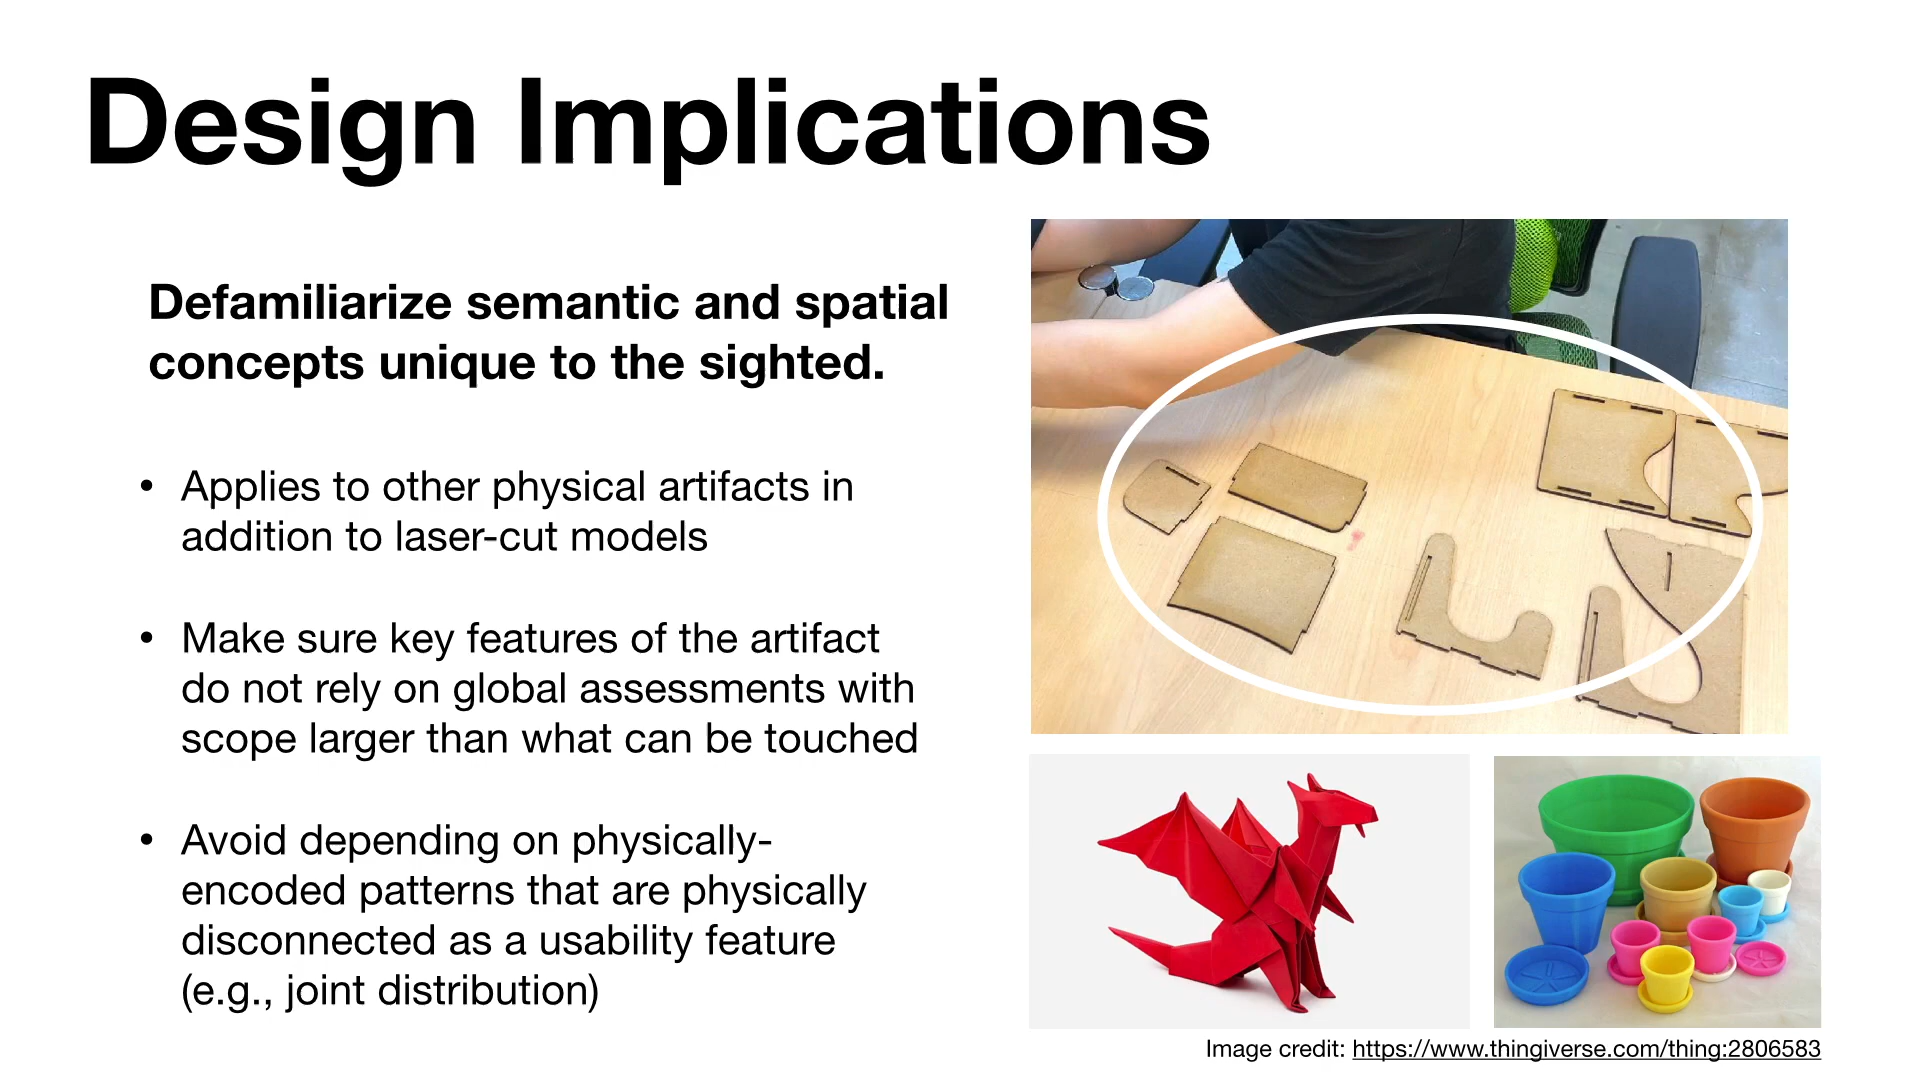 Design Implications
Defamiliarize semantic and spatial
concepts unique to the sighted.
• Applies to other physical artifacts in
addition to laser-cut models
• Make sure key features of the artifact
do not rely on global assessments with
scope larger than what can be touched
• Avoid depending on physically-
encoded patterns that are physically
disconnected as a usability feature
(e.g., joint distribution)
Image credit: https://www.thingiverse.com/thing:2806583